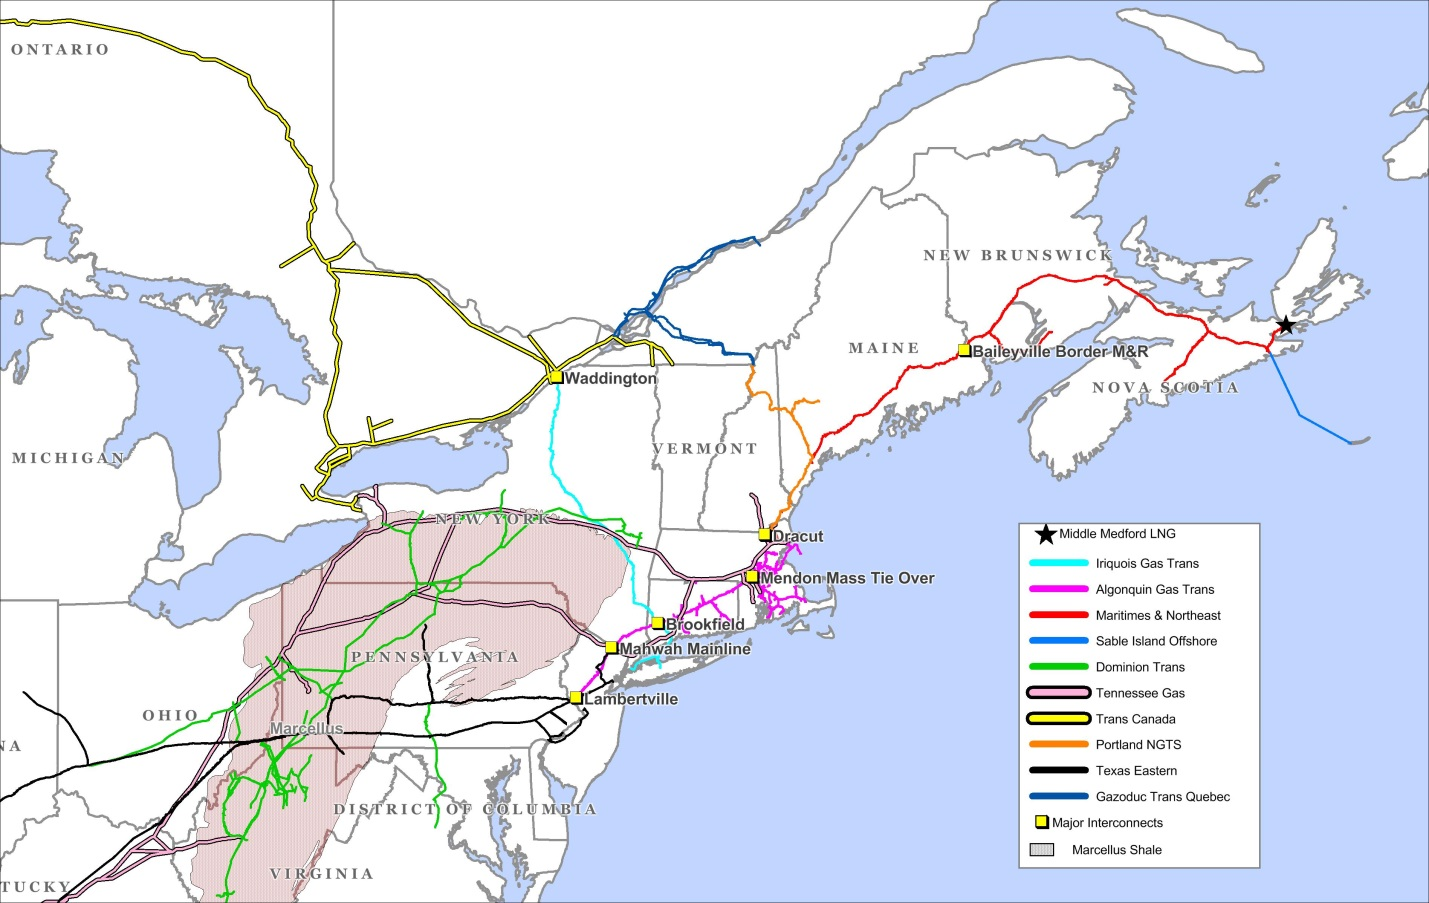 ONTARIO
NEW BRUNSWICK
MAINE
Baileyville Border M&R
Waddington
NOVA SCOTIA
VERMONT
MICHIGAN
NEW YORK
Dracut
Mendon Mass Tie Over
Brookfield
Mahwah Mainline
PENNSYLVANIA
Lambertville
OHIO
Marcellus
NA
DISTRICT OF COLUMBIA
VIRGINIA
TUCKY
Middle Medford LNG
Iriquois Gas Trans
Algonquin Gas Trans
Maritimes & Northeast
Sable Island Offshore
Dominion Trans
Tennessee Gas
Trans Canada
Portland NGTS
Texas Eastern
Gazoduc Trans Quebec
Major Interconnects
Marcellus Shale